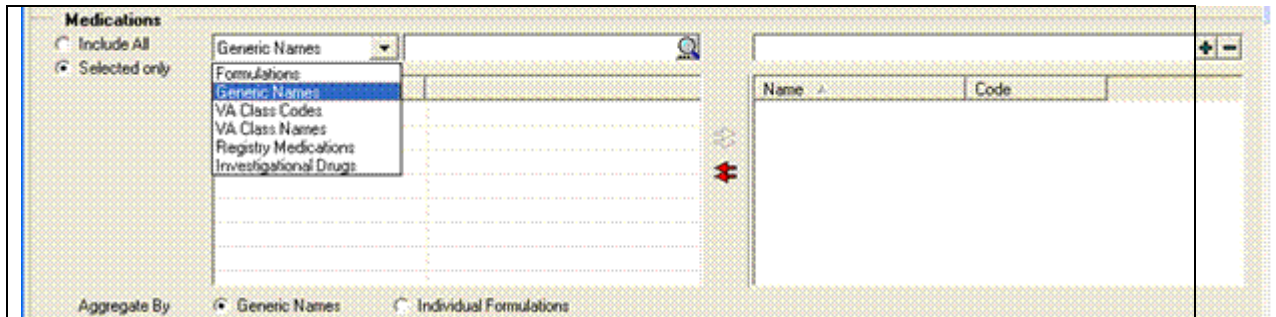 Medications
Include All
Generic Names
Selected only
Formulations
Generic Names
VA Class Codes
VA Class Names
Registry Medications
Investigational Drugs
Name
Code
Aggregate By
Generic Names
Individual Formulations